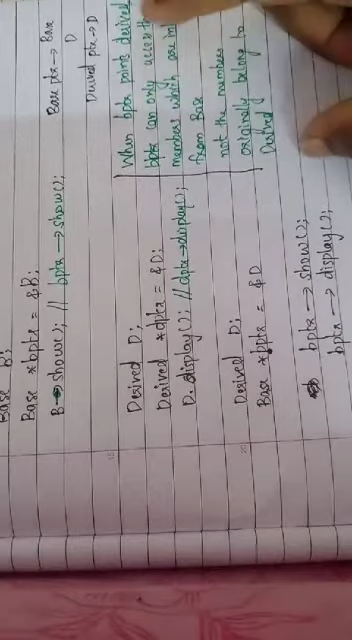 Base B;
Base *bptr = &B;
B show(); // bptr → show(); Base ptr → Base
D
Derived ptr → D
Derived D;
Derived *dptr = &D;
D. display(); // dptr → display();
When bptr points derived
bptr can only access th
members which are in
from Base
not the members
originally belong to
Derived
Derived D;
Base *bptr = &D
bptr → show();
bptr → display();